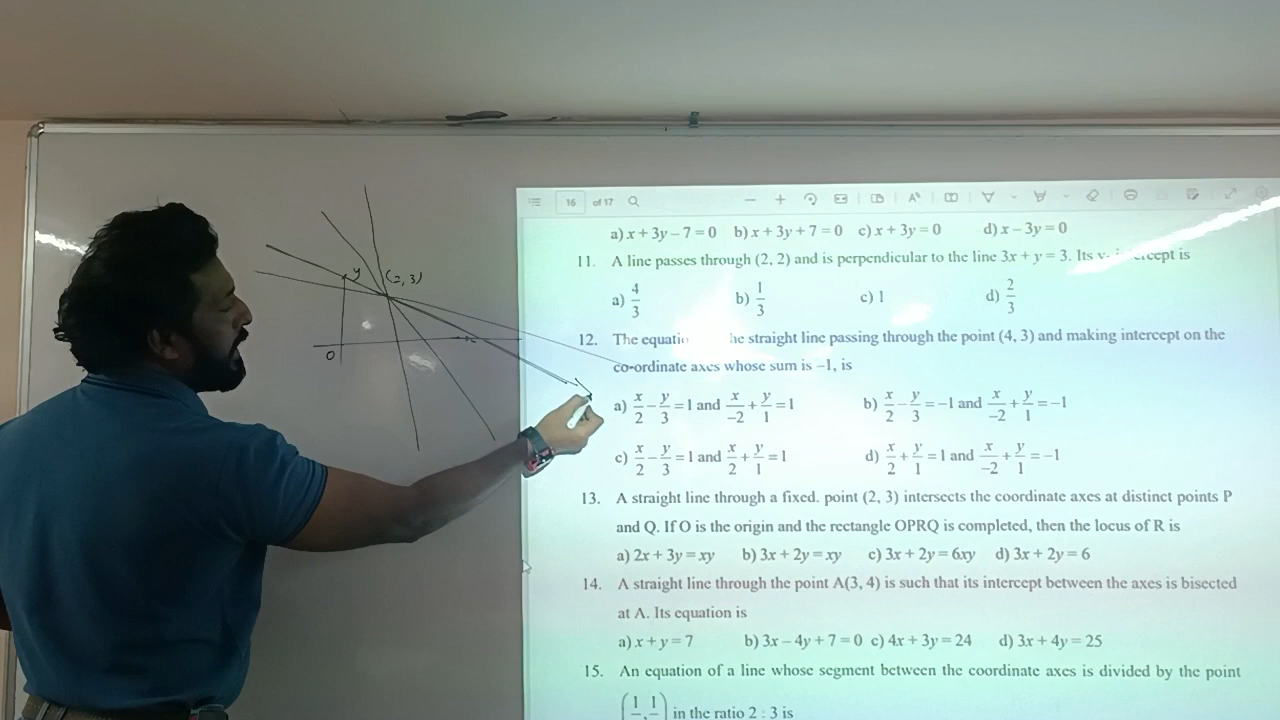 y (2, 3)
O
16 of 17
a) x + 3y – 7 = 0 b) x + 3y + 7 = 0 c) x + 3y = 0 d) x – 3y = 0
11. A line passes through (2, 2) and is perpendicular to the line 3x + y = 3. Its is
a) 4/3 b) 1/3 c) 1 d) 2/3
12. The straight line passing through the point (4, 3) and making intercept on the
co-ordinate axes whose sum is –1, is
a) x/2 – y/3 = 1 and x/–2 + y/1 = 1 b) x/2 – y/3 = –1 and x/–2 + y/1 = –1
c) x/2 – y/3 = 1 and x/2 + y/1 = 1 d) x/2 + y/1 = 1 and x/–2 + y/1 = –1
13. A straight line through a fixed. point (2, 3) intersects the coordinate axes at distinct points P
and Q. If O is the origin and the rectangle OPRQ is completed, then the locus of R is
a) 2x + 3y = xy b) 3x + 2y = xy c) 3x + 2y = 6xy d) 3x + 2y = 6
14. A straight line through the point A(3, 4) is such that its intercept between the axes is bisected
at A. Its equation is
a) x + y = 7 b) 3x – 4y + 7 = 0 c) 4x + 3y = 24 d) 3x + 4y = 25
15. An equation of a line whose segment between the coordinate axes is divided by the point
in the ratio 2 : 3 is